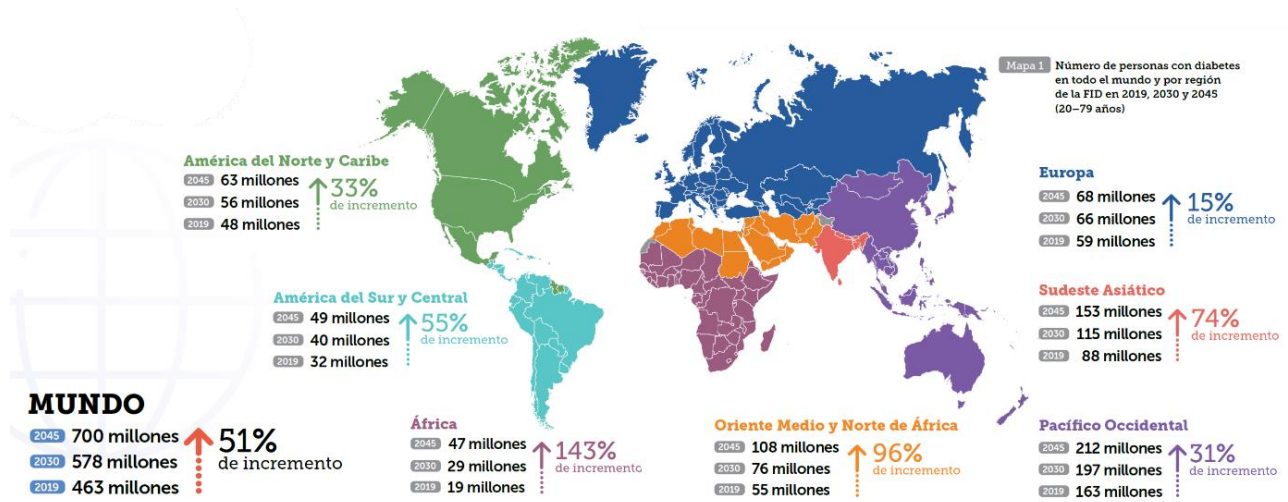 Mapa 1 Número de personas con diabetes
en todo el mundo y por región
de la FID en 2019, 2030 y 2045
(20–79 años)
América del Norte y Caribe
2045 63 millones
2030 56 millones
2019 48 millones
33%
de incremento
Europa
2045 68 millones
2030 66 millones
2019 59 millones
15%
de incremento
América del Sur y Central
2045 49 millones
2030 40 millones
2019 32 millones
55%
de incremento
Sudeste Asiático
2045 153 millones
2030 115 millones
2019 88 millones
74%
de incremento
MUNDO
2045 700 millones
2030 578 millones
2019 463 millones
51%
de incremento
África
2045 47 millones
2030 29 millones
2019 19 millones
143%
de incremento
Oriente Medio y Norte de África
2045 108 millones
2030 76 millones
2019 55 millones
96%
de incremento
Pacífico Occidental
2045 212 millones
2030 197 millones
2019 163 millones
31%
de incremento